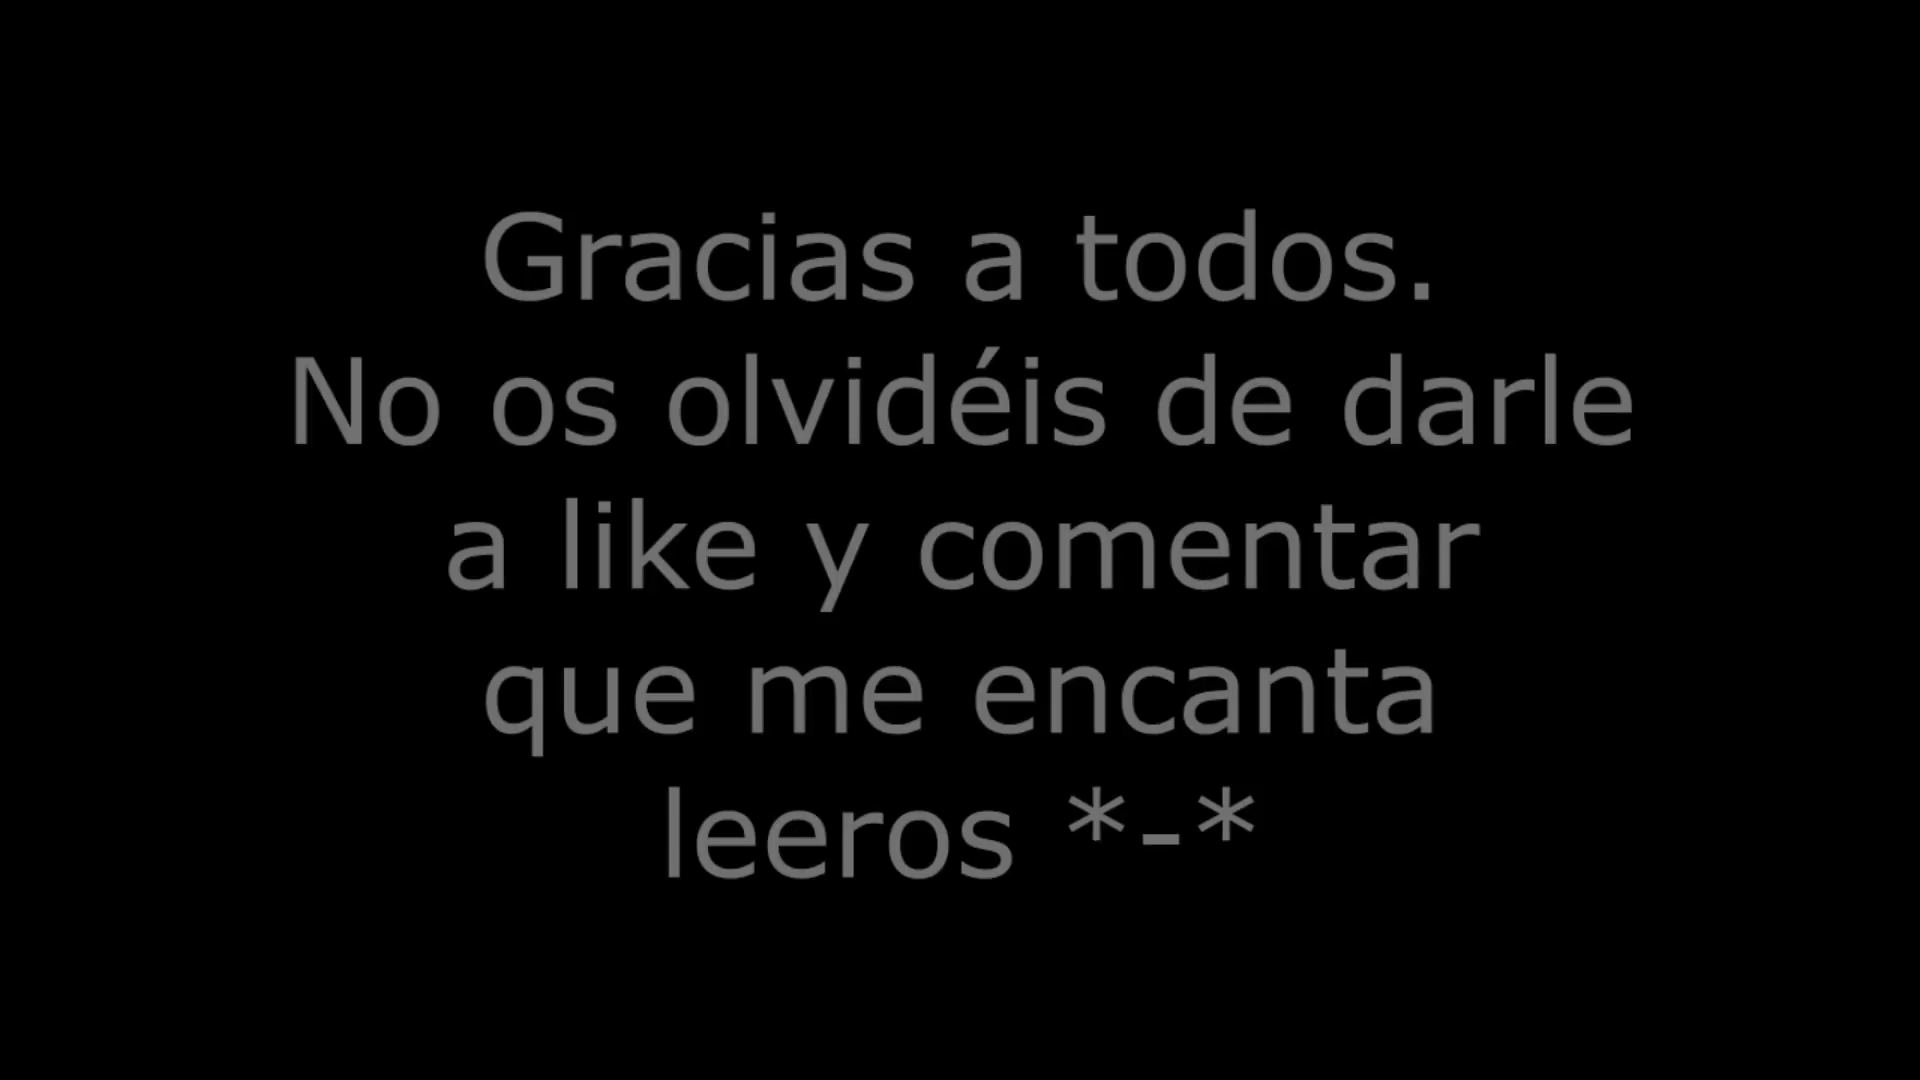 Gracias a todos.
No os olvidéis de darle
a like y comentar
que me encanta
leeros *-*